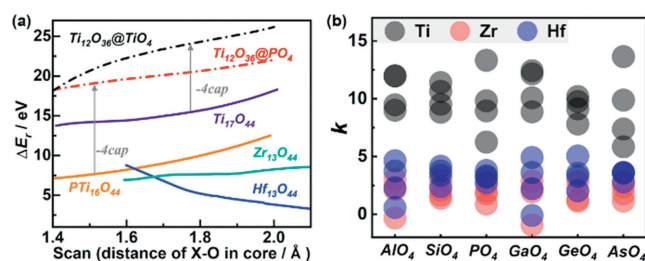 (a)
ΔEr / eV
25
20
15
10
5
0
Ti12O36@TiO4
Ti12O36@PO4
-4cap
Ti17O44
-4cap
Zr13O44
PTi16O44
Hf13O44
1.4 1.6 1.8 2.0
Scan (distance of X-O in core / Å)
(b)
Ti Zr Hf
k
15
10
5
0
AlO4 SiO4 PO4 GaO4 GeO4 AsO4